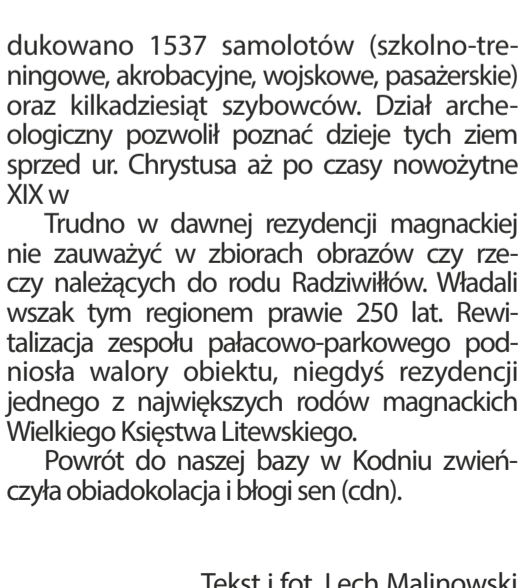 dukowano 1537 samolotów (szkolno-tre-
ningowe, akrobacyjne, wojskowe, pasażerskie)
oraz kilkadziesiąt szybowców. Dział arche-
ologiczny pozwolił poznać dzieje tych ziem
sprzed ur. Chrystusa aż po czasy nowożytne
XIX w
Trudno w dawnej rezydencji magnackiej
nie zauważyć w zbiorach obrazów czy rze-
czy należących do rodu Radziwiłłów. Władali
wszak tym regionem prawie 250 lat. Rewi-
talizacja zespołu pałacowo-parkowego pod-
niosła walory obiektu, niegdyś rezydencji
jednego z największych rodów magnackich
Wielkiego Księstwa Litewskiego.
Powrót do naszej bazy w Kodniu zwień-
czyła obiadokolacja i błogi sen (cdn).
Tekst i fot. Lech Malinowski